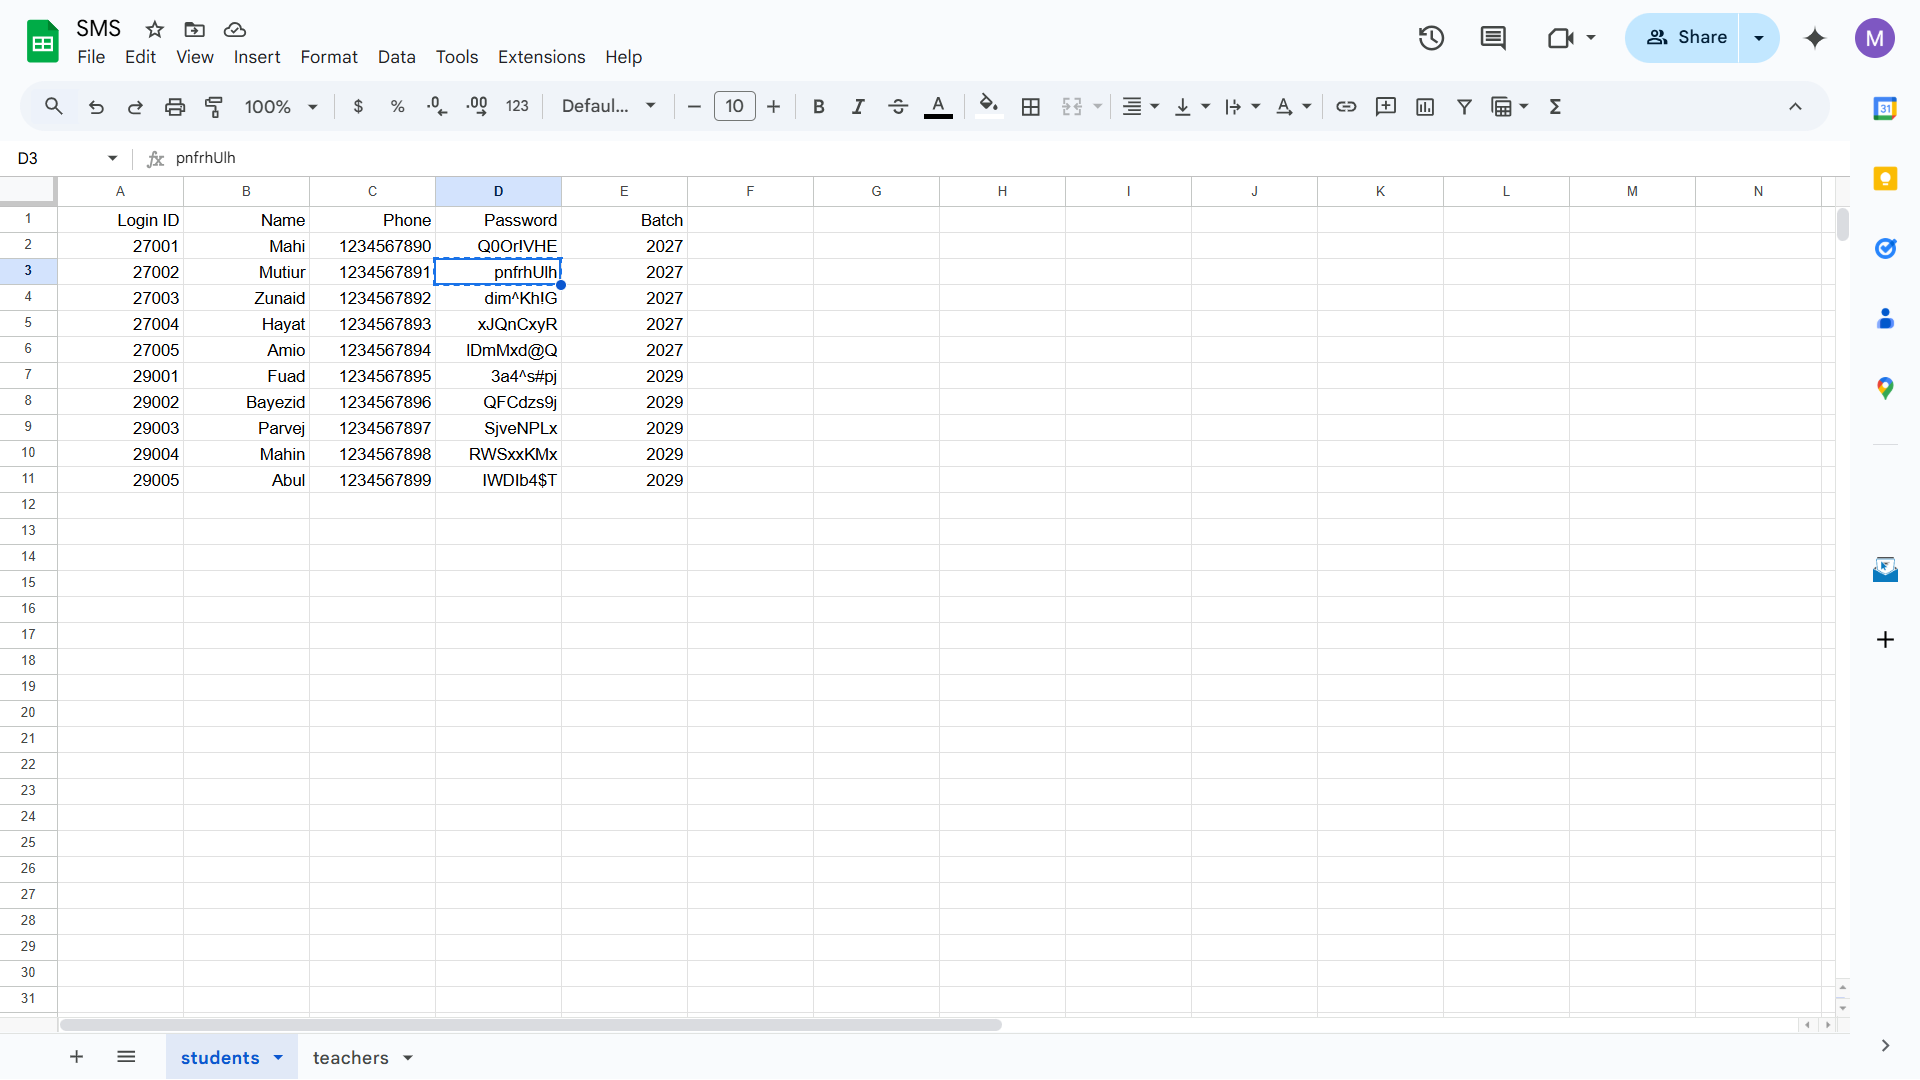 SMS
File Edit View Insert Format Data Tools Extensions Help
Share
M
100% $ % .0 .00 123 Defaul... 10 B I S A
31
D3 fx pnfrhUlh
A B C D E F G H I J K L M N
1 Login ID Name Phone Password Batch
2 27001 Mahi 1234567890 Q0Or!VHE 2027
3 27002 Mutiur 1234567891 pnfrhUlh 2027
4 27003 Zunaid 1234567892 dim^Kh!G 2027
5 27004 Hayat 1234567893 xJQnCxyR 2027
6 27005 Amio 1234567894 IDmMxd@Q 2027
7 29001 Fuad 1234567895 3a4^s#pj 2029
8 29002 Bayezid 1234567896 QFCdzs9j 2029
9 29003 Parvej 1234567897 SjveNPLx 2029
10 29004 Mahin 1234567898 RWSxxKMx 2029
11 29005 Abul 1234567899 IWDIb4$T 2029
12
13
14
15
16
17
18
19
20
21
22
23
24
25
26
27
28
29
30
31
students teachers